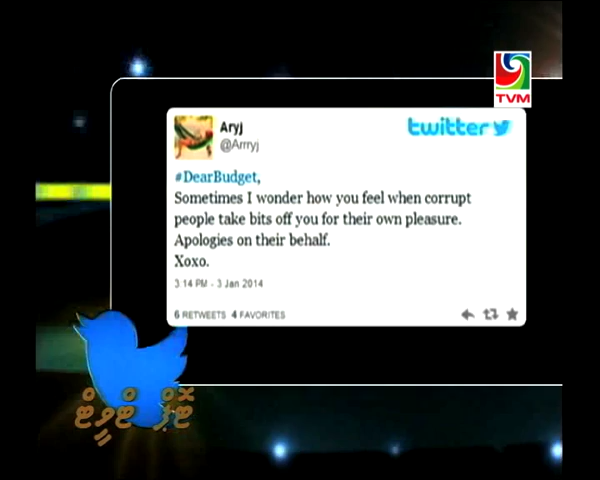 TVM
Aryj
@Arrryj
twitter
#DearBudget,
Sometimes I wonder how you feel when corrupt
people take bits off you for their own pleasure.
Apologies on their behalf.
Xoxo.
3:14 PM - 3 Jan 2014
6 RETWEETS 4 FAVORITES
ޓޮޕް ޓްވީޓް